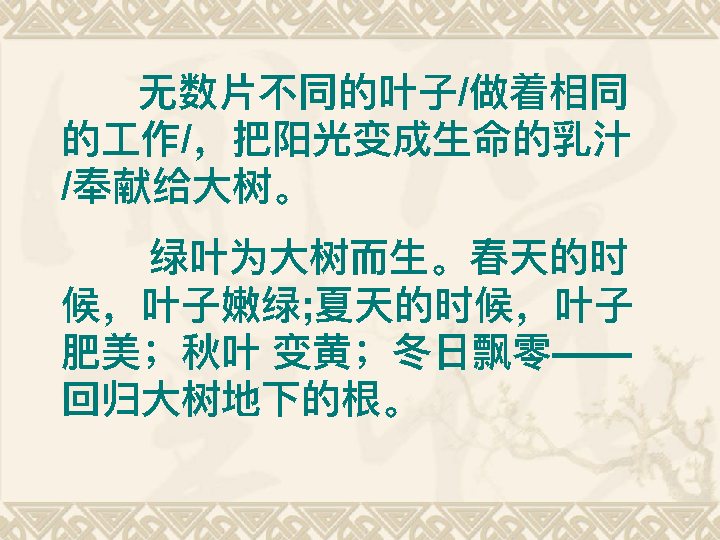 无数片不同的叶子/做着相同
的工作/，把阳光变成生命的乳汁
/奉献给大树。
绿叶为大树而生。春天的时
候，叶子嫩绿;夏天的时候，叶子
肥美；秋叶 变黄；冬日飘零——
回归大树地下的根。